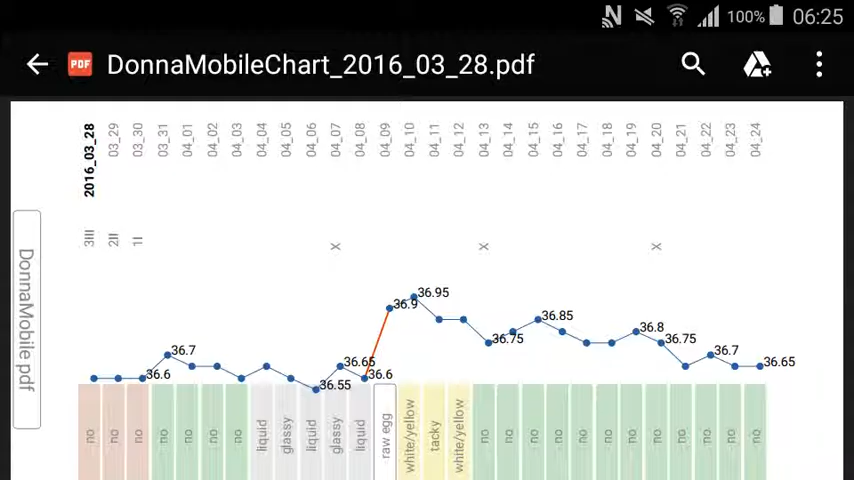 100% 06:25
DonnaMobileChart_2016_03_28.pdf
2016_03_28 03_29 03_30 03_31 04_01 04_02 04_03 04_04 04_05 04_06 04_07 04_08 04_09 04_10 04_11 04_12 04_13 04_14 04_15 04_16 04_17 04_18 04_19 04_20 04_21 04_22 04_23 04_24
3III 2II 1I
X X X
DonnaMobile pdf
36.6 36.7 36.55 36.65 36.6 36.9 36.95 36.75 36.85 36.8 36.75 36.7 36.65
no no no no no no no liquid glassy liquid glassy liquid raw egg white/yellow tacky white/yellow no no no no no no no no no no no no
PDF